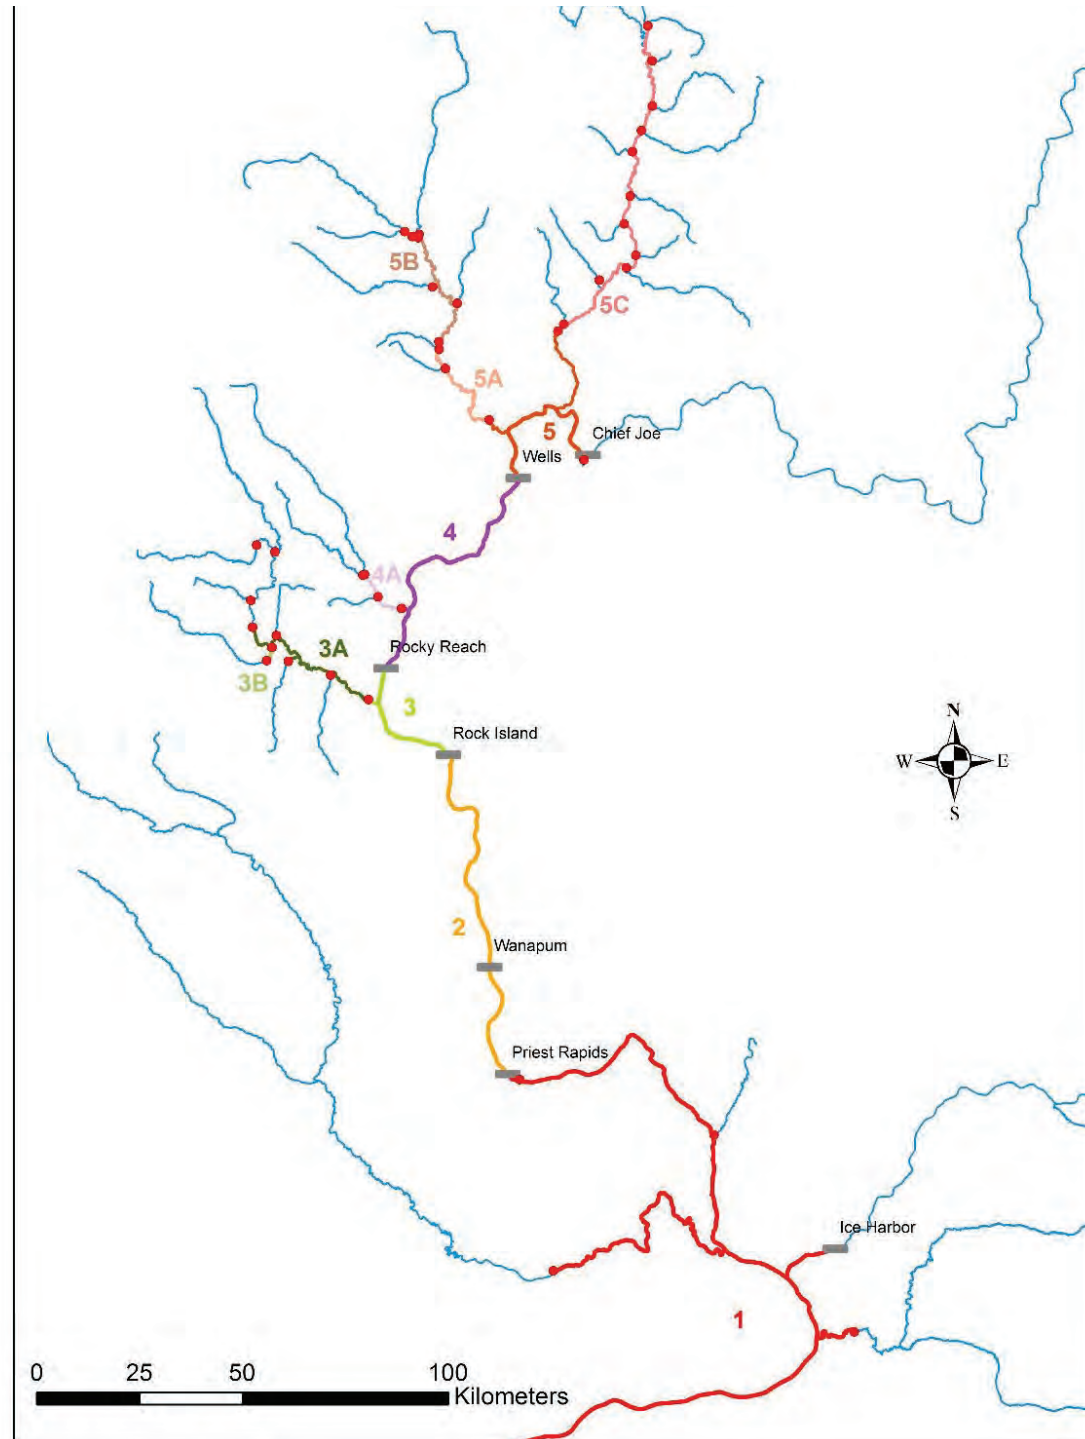 5B
5C
5A
5
Chief Joe
Wells
4
4A
3A
Rocky Reach
3B
3
Rock Island
N
W
E
S
2
Wanapum
Priest Rapids
Ice Harbor
1
0 25 50 100
Kilometers